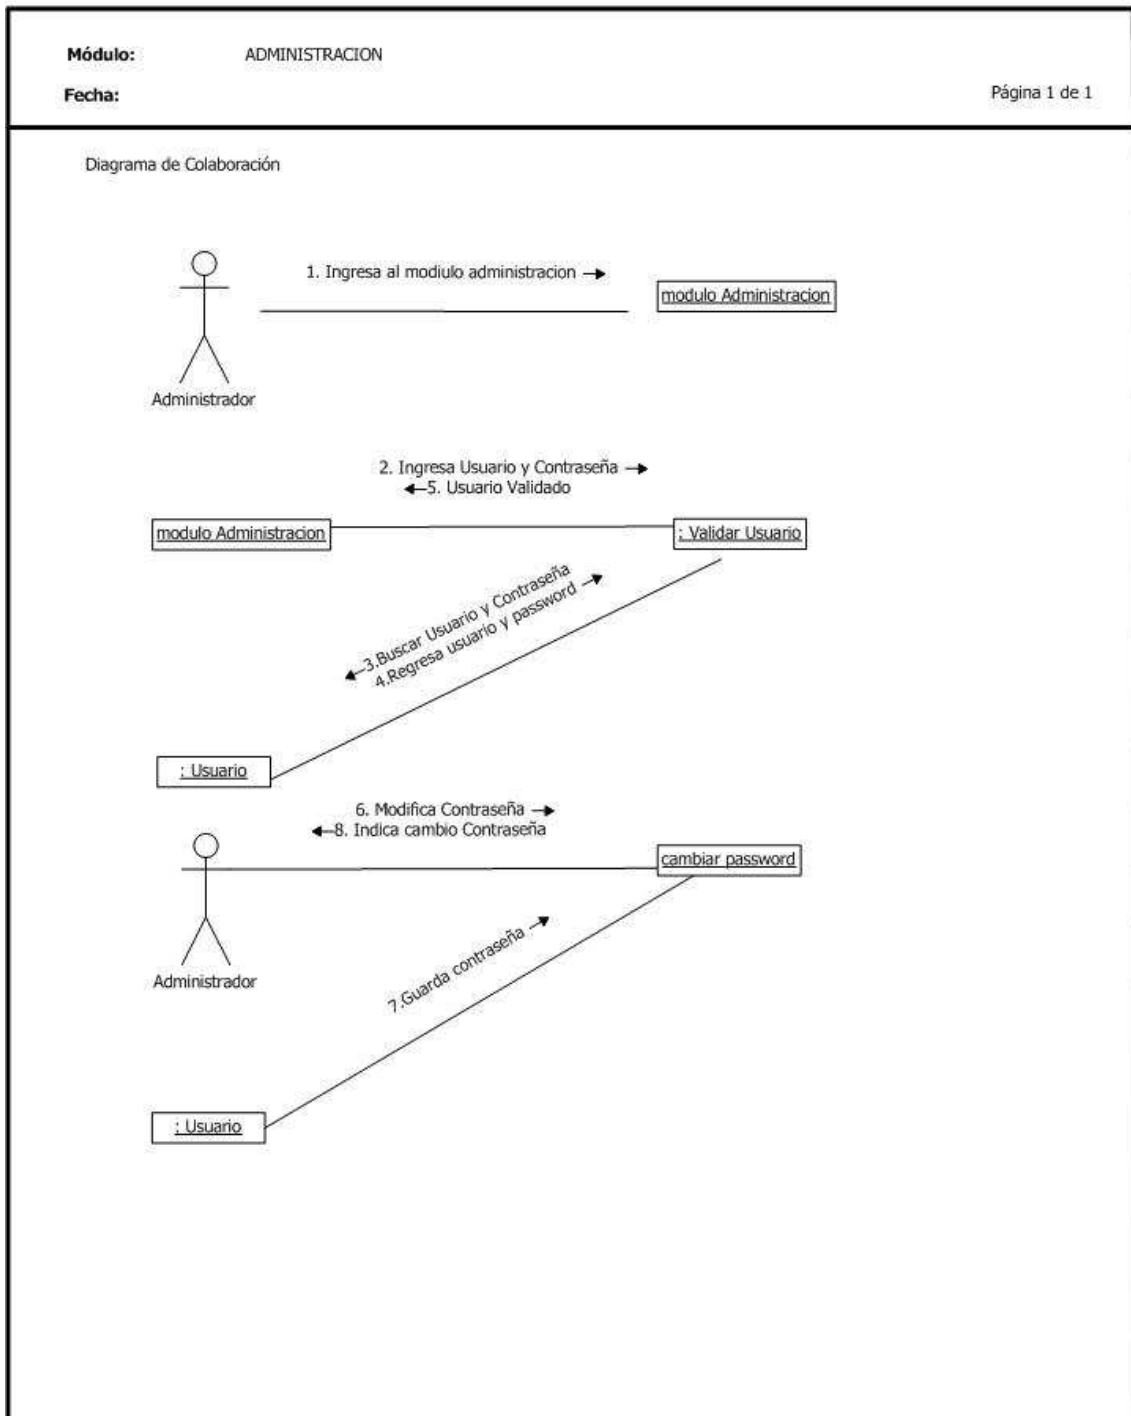 Módulo: ADMINISTRACION
Fecha: Página 1 de 1
Diagrama de Colaboración
1. Ingresa al modiulo administracion
modulo Administracion
Administrador
2. Ingresa Usuario y Contraseña
5. Usuario Validado
modulo Administracion
: Validar Usuario
3.Buscar Usuario y Contraseña
4.Regresa usuario y password
: Usuario
6. Modifica Contraseña
8. Indica cambio Contraseña
cambiar password
7.Guarda contraseña
Administrador
: Usuario